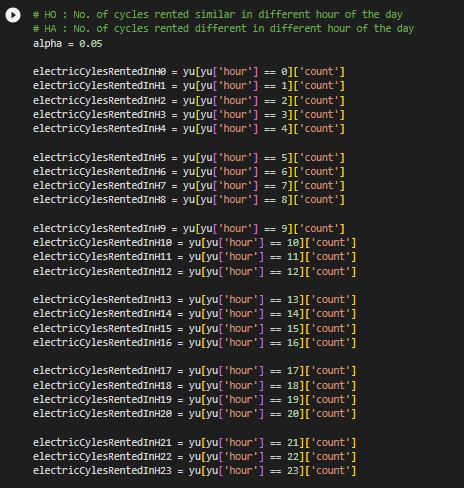 # HO : No. of cycles rented similar in different hour of the day
# HA : No. of cycles rented different in different hour of the day
alpha = 0.05
electricCylesRentedInH0 = yu[yu['hour'] == 0]['count']
electricCylesRentedInH1 = yu[yu['hour'] == 1]['count']
electricCylesRentedInH2 = yu[yu['hour'] == 2]['count']
electricCylesRentedInH3 = yu[yu['hour'] == 3]['count']
electricCylesRentedInH4 = yu[yu['hour'] == 4]['count']
electricCylesRentedInH5 = yu[yu['hour'] == 5]['count']
electricCylesRentedInH6 = yu[yu['hour'] == 6]['count']
electricCylesRentedInH7 = yu[yu['hour'] == 7]['count']
electricCylesRentedInH8 = yu[yu['hour'] == 8]['count']
electricCylesRentedInH9 = yu[yu['hour'] == 9]['count']
electricCylesRentedInH10 = yu[yu['hour'] == 10]['count']
electricCylesRentedInH11 = yu[yu['hour'] == 11]['count']
electricCylesRentedInH12 = yu[yu['hour'] == 12]['count']
electricCylesRentedInH13 = yu[yu['hour'] == 13]['count']
electricCylesRentedInH14 = yu[yu['hour'] == 14]['count']
electricCylesRentedInH15 = yu[yu['hour'] == 15]['count']
electricCylesRentedInH16 = yu[yu['hour'] == 16]['count']
electricCylesRentedInH17 = yu[yu['hour'] == 17]['count']
electricCylesRentedInH18 = yu[yu['hour'] == 18]['count']
electricCylesRentedInH19 = yu[yu['hour'] == 19]['count']
electricCylesRentedInH20 = yu[yu['hour'] == 20]['count']
electricCylesRentedInH21 = yu[yu['hour'] == 21]['count']
electricCylesRentedInH22 = yu[yu['hour'] == 22]['count']
electricCylesRentedInH23 = yu[yu['hour'] == 23]['count']